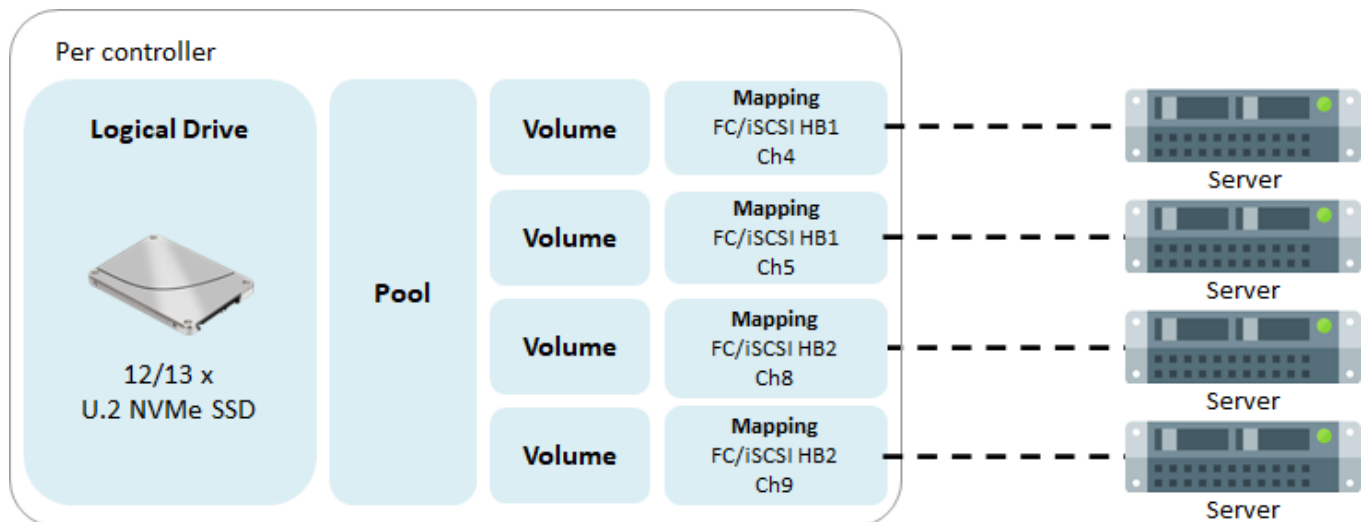 Per controller
Logical Drive
12/13 x
U.2 NVMe SSD
Pool
Volume
Mapping
FC/iSCSI HB1
Ch4
Server
Volume
Mapping
FC/iSCSI HB1
Ch5
Server
Volume
Mapping
FC/iSCSI HB2
Ch8
Server
Volume
Mapping
FC/iSCSI HB2
Ch9
Server